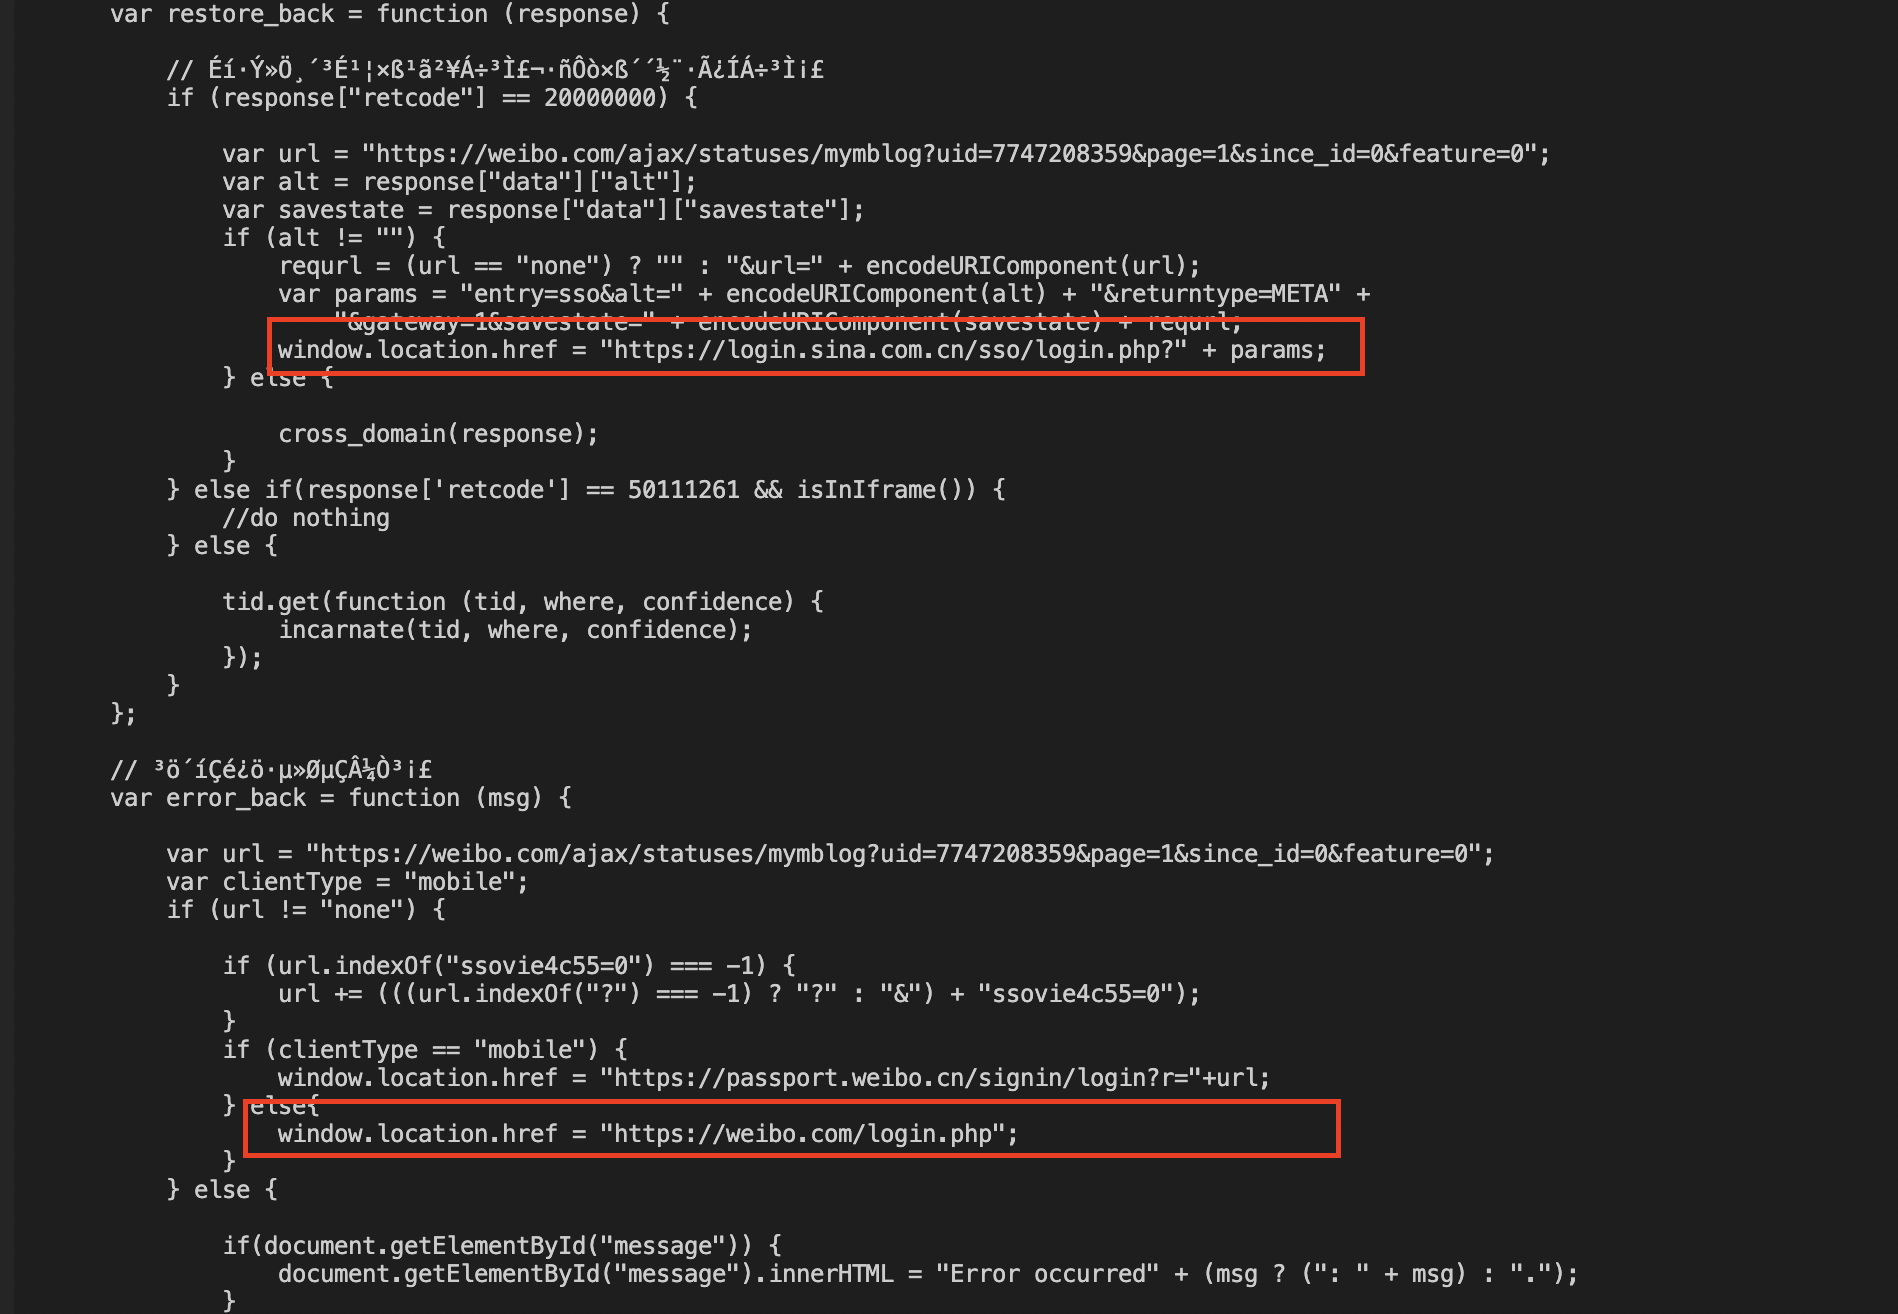 var restore_back = function (response) {
// Éí·Ý»Ö¸´³É¹¦×ß¹ã²¥Á÷³Ì£¬·ñÔò×ß´´½¨·Ã¿ÍÁ÷³Ì¡£
if (response["retcode"] == 20000000) {
var url = "https://weibo.com/ajax/statuses/mymblog?uid=7747208359&page=1&since_id=0&feature=0";
var alt = response["data"]["alt"];
var savestate = response["data"]["savestate"];
if (alt != "") {
requrl = (url == "none") ? "" : "&url=" + encodeURIComponent(url);
var params = "entry=sso&alt=" + encodeURIComponent(alt) + "&returntype=META" +
"&gateway=1&savestate=" + encodeURIComponent(savestate) + requrl;
window.location.href = "https://login.sina.com.cn/sso/login.php?" + params;
} else {
cross_domain(response);
}
} else if(response['retcode'] == 50111261 && isInIframe()) {
//do nothing
} else {
tid.get(function (tid, where, confidence) {
incarnate(tid, where, confidence);
});
}
};
// ³ö´íÇé¿ö·µ»ØµÇÂ¼Ò³¡£
var error_back = function (msg) {
var url = "https://weibo.com/ajax/statuses/mymblog?uid=7747208359&page=1&since_id=0&feature=0";
var clientType = "mobile";
if (url != "none") {
if (url.indexOf("ssovie4c55=0") === -1) {
url += (((url.indexOf("?") === -1) ? "?" : "&") + "ssovie4c55=0");
}
if (clientType == "mobile") {
window.location.href = "https://passport.weibo.cn/signin/login?r="+url;
} else{
window.location.href = "https://weibo.com/login.php";
}
} else {
if(document.getElementById("message")) {
document.getElementById("message").innerHTML = "Error occurred" + (msg ? (": " + msg) : ".");
}